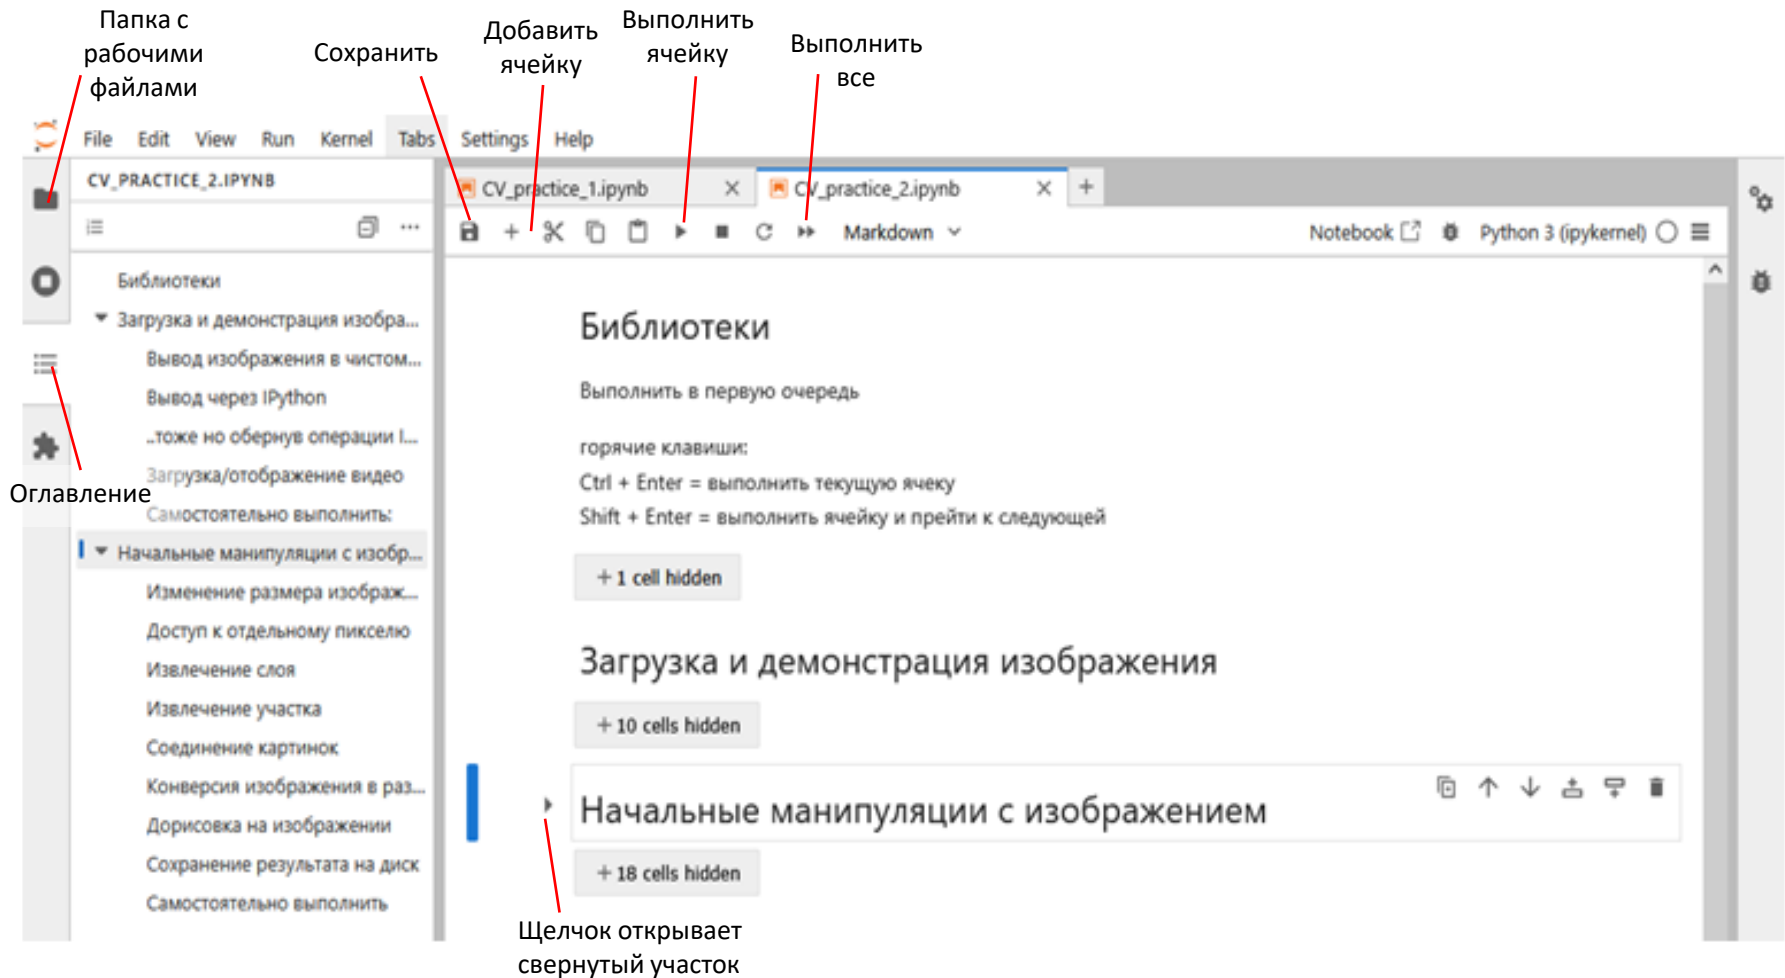 Папка с
рабочими
файлами
Сохранить
Добавить
ячейку
Выполнить
ячейку
Выполнить
все
File Edit View Run Kernel Tabs Settings Help
CV_PRACTICE_2.IPYNB
CV_practice_1.ipynb
CV_practice_2.ipynb
Markdown
Notebook
Python 3 (ipykernel)
Библиотеки
Загрузка и демонстрация изобра...
Вывод изображения в чистом...
Вывод через IPython
..тоже но обернув операции I...
Загрузка/отображение видео
Оглавление
Самостоятельно выполнить:
Начальные манипуляции с изобр...
Изменение размера изображ...
Доступ к отдельному пикселю
Извлечение слоя
Извлечение участка
Соединение картинок
Конверсия изображения в раз...
Дорисовка на изображении
Сохранение результата на диск
Самостоятельно выполнить
Библиотеки
Выполнить в первую очередь
горячие клавиши:
Ctrl + Enter = выполнить текущую ячеку
Shift + Enter = выполнить ячейку и прейти к следующей
+ 1 cell hidden
Загрузка и демонстрация изображения
+ 10 cells hidden
Начальные манипуляции с изображением
+ 18 cells hidden
Щелчок открывает
свернутый участок